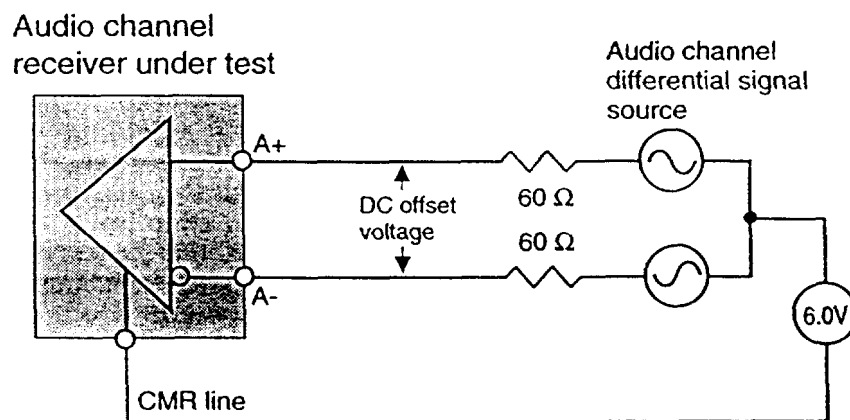 Audio channel
receiver under test
Audio channel
differential signal
source
A+
DC offset
voltage
60 Ω
60 Ω
A-
6.0V
CMR line